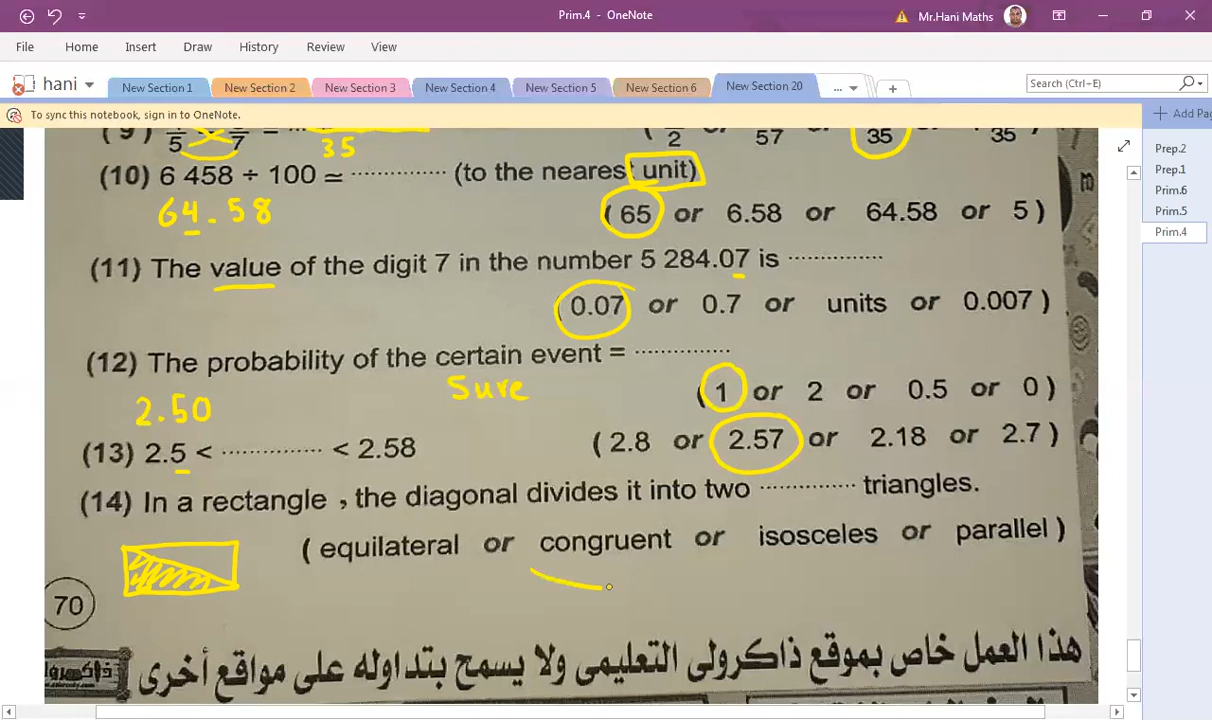 Prim.4 - OneNote
Mr.Hani Maths
File Home Insert Draw History Review View
hani New Section 1 New Section 2 New Section 3 New Section 4 New Section 5 New Section 6 New Section 20 ... Search (Ctrl+E)
To sync this notebook, sign in to OneNote.
Add Pag
Prep.2
Prep.1
Prim.6
Prim.5
Prim.4
(9) 5 7 = 35 ( 2 or 57 or 35 or 35 )
(10) 6 458 ÷ 100 ≃ ............ (to the nearest unit)
64.58
( 65 or 6.58 or 64.58 or 5 )
(11) The value of the digit 7 in the number 5 284.07 is ............
( 0.07 or 0.7 or units or 0.007 )
(12) The probability of the certain event = ............
Sure
( 1 or 2 or 0.5 or 0 )
2.50
(13) 2.5 < ............ < 2.58 ( 2.8 or 2.57 or 2.18 or 2.7 )
(14) In a rectangle , the diagonal divides it into two ............ triangles.
( equilateral or congruent or isosceles or parallel )
70
هذا العمل خاص بموقع ذاكرولى التعليمى ولا يسمح بتداوله على مواقع أخرى
ذاكرولى